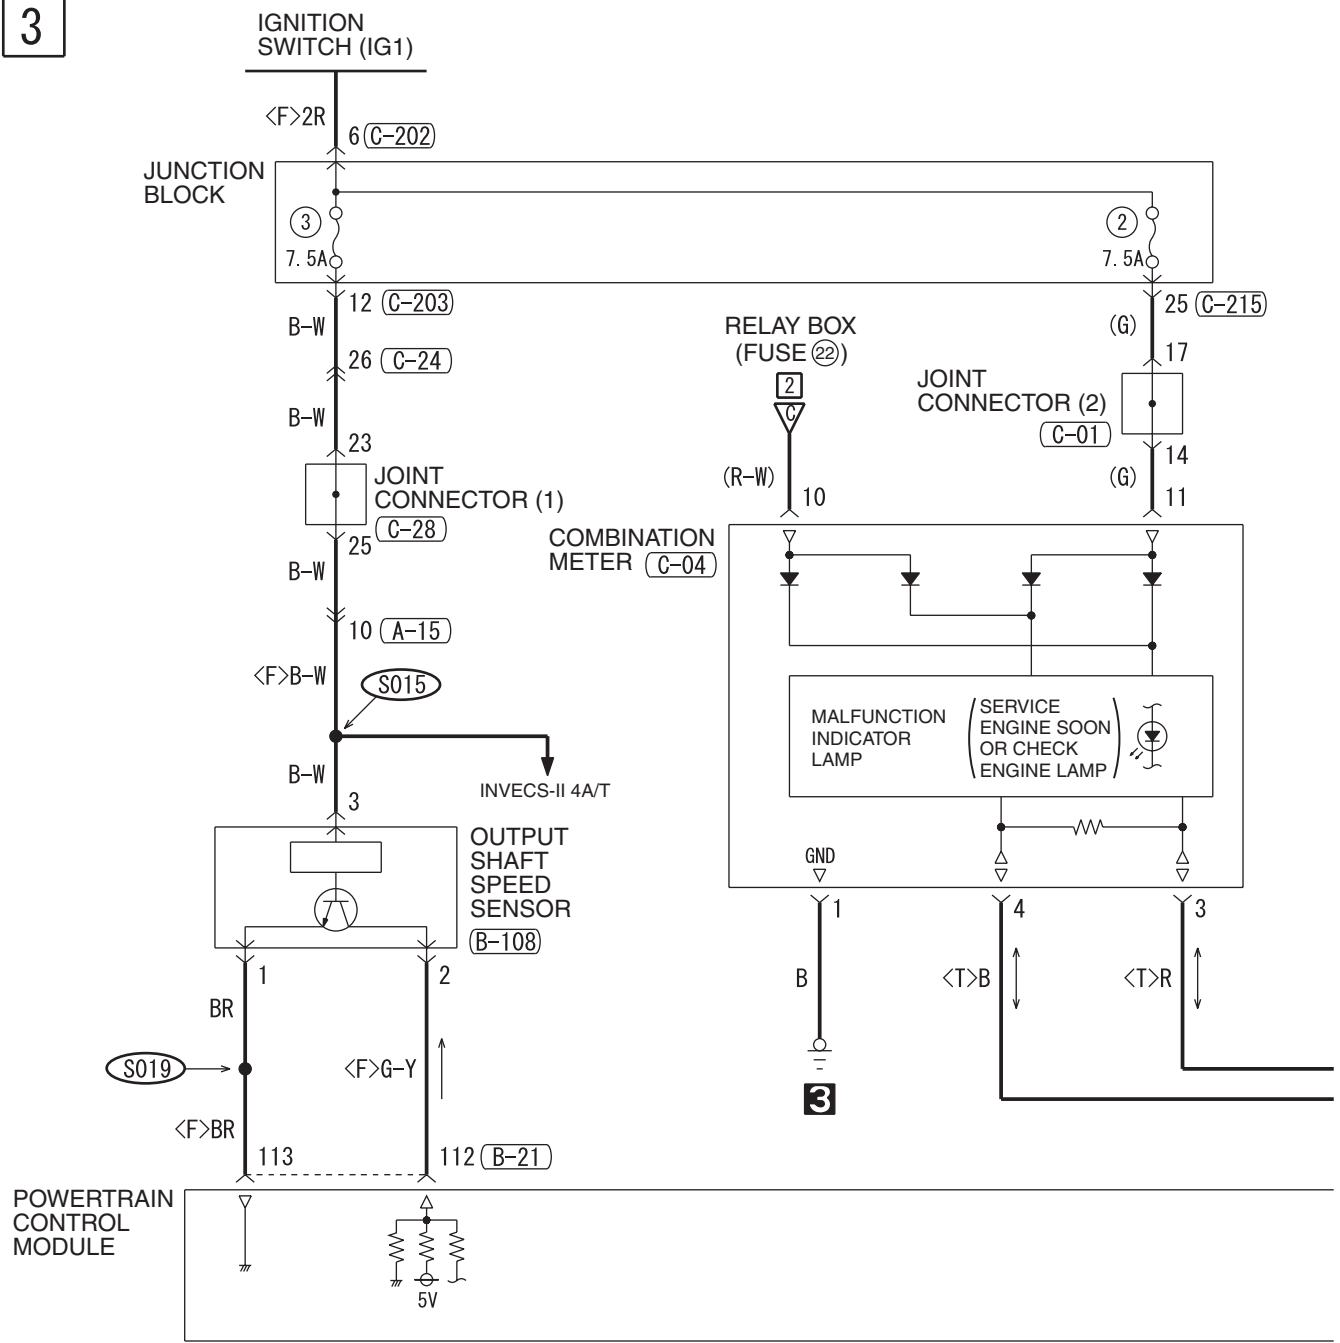 3
IGNITION
SWITCH (IG1)
<F>2R
6 C-202
JUNCTION
BLOCK
3
7.5A
2
7.5A
12 C-203
25 C-215
B-W
(G)
26 C-24
17
RELAY BOX
(FUSE 22)
2
C
JOINT
CONNECTOR (2)
C-01
B-W
23
14
JOINT
CONNECTOR (1)
C-28
(R-W)
10
(G)
11
25
COMBINATION
METER C-04
B-W
10 A-15
<F>B-W
S015
MALFUNCTION
INDICATOR
LAMP
(SERVICE
ENGINE SOON
OR CHECK
ENGINE LAMP)
B-W
INVECS-II 4A/T
3
OUTPUT
SHAFT
SPEED
SENSOR
B-108
GND
1
4
3
1
2
B
<T>B
<T>R
BR
S019
<F>G-Y
3
<F>BR
113
112 B-21
POWERTRAIN
CONTROL
MODULE
5V